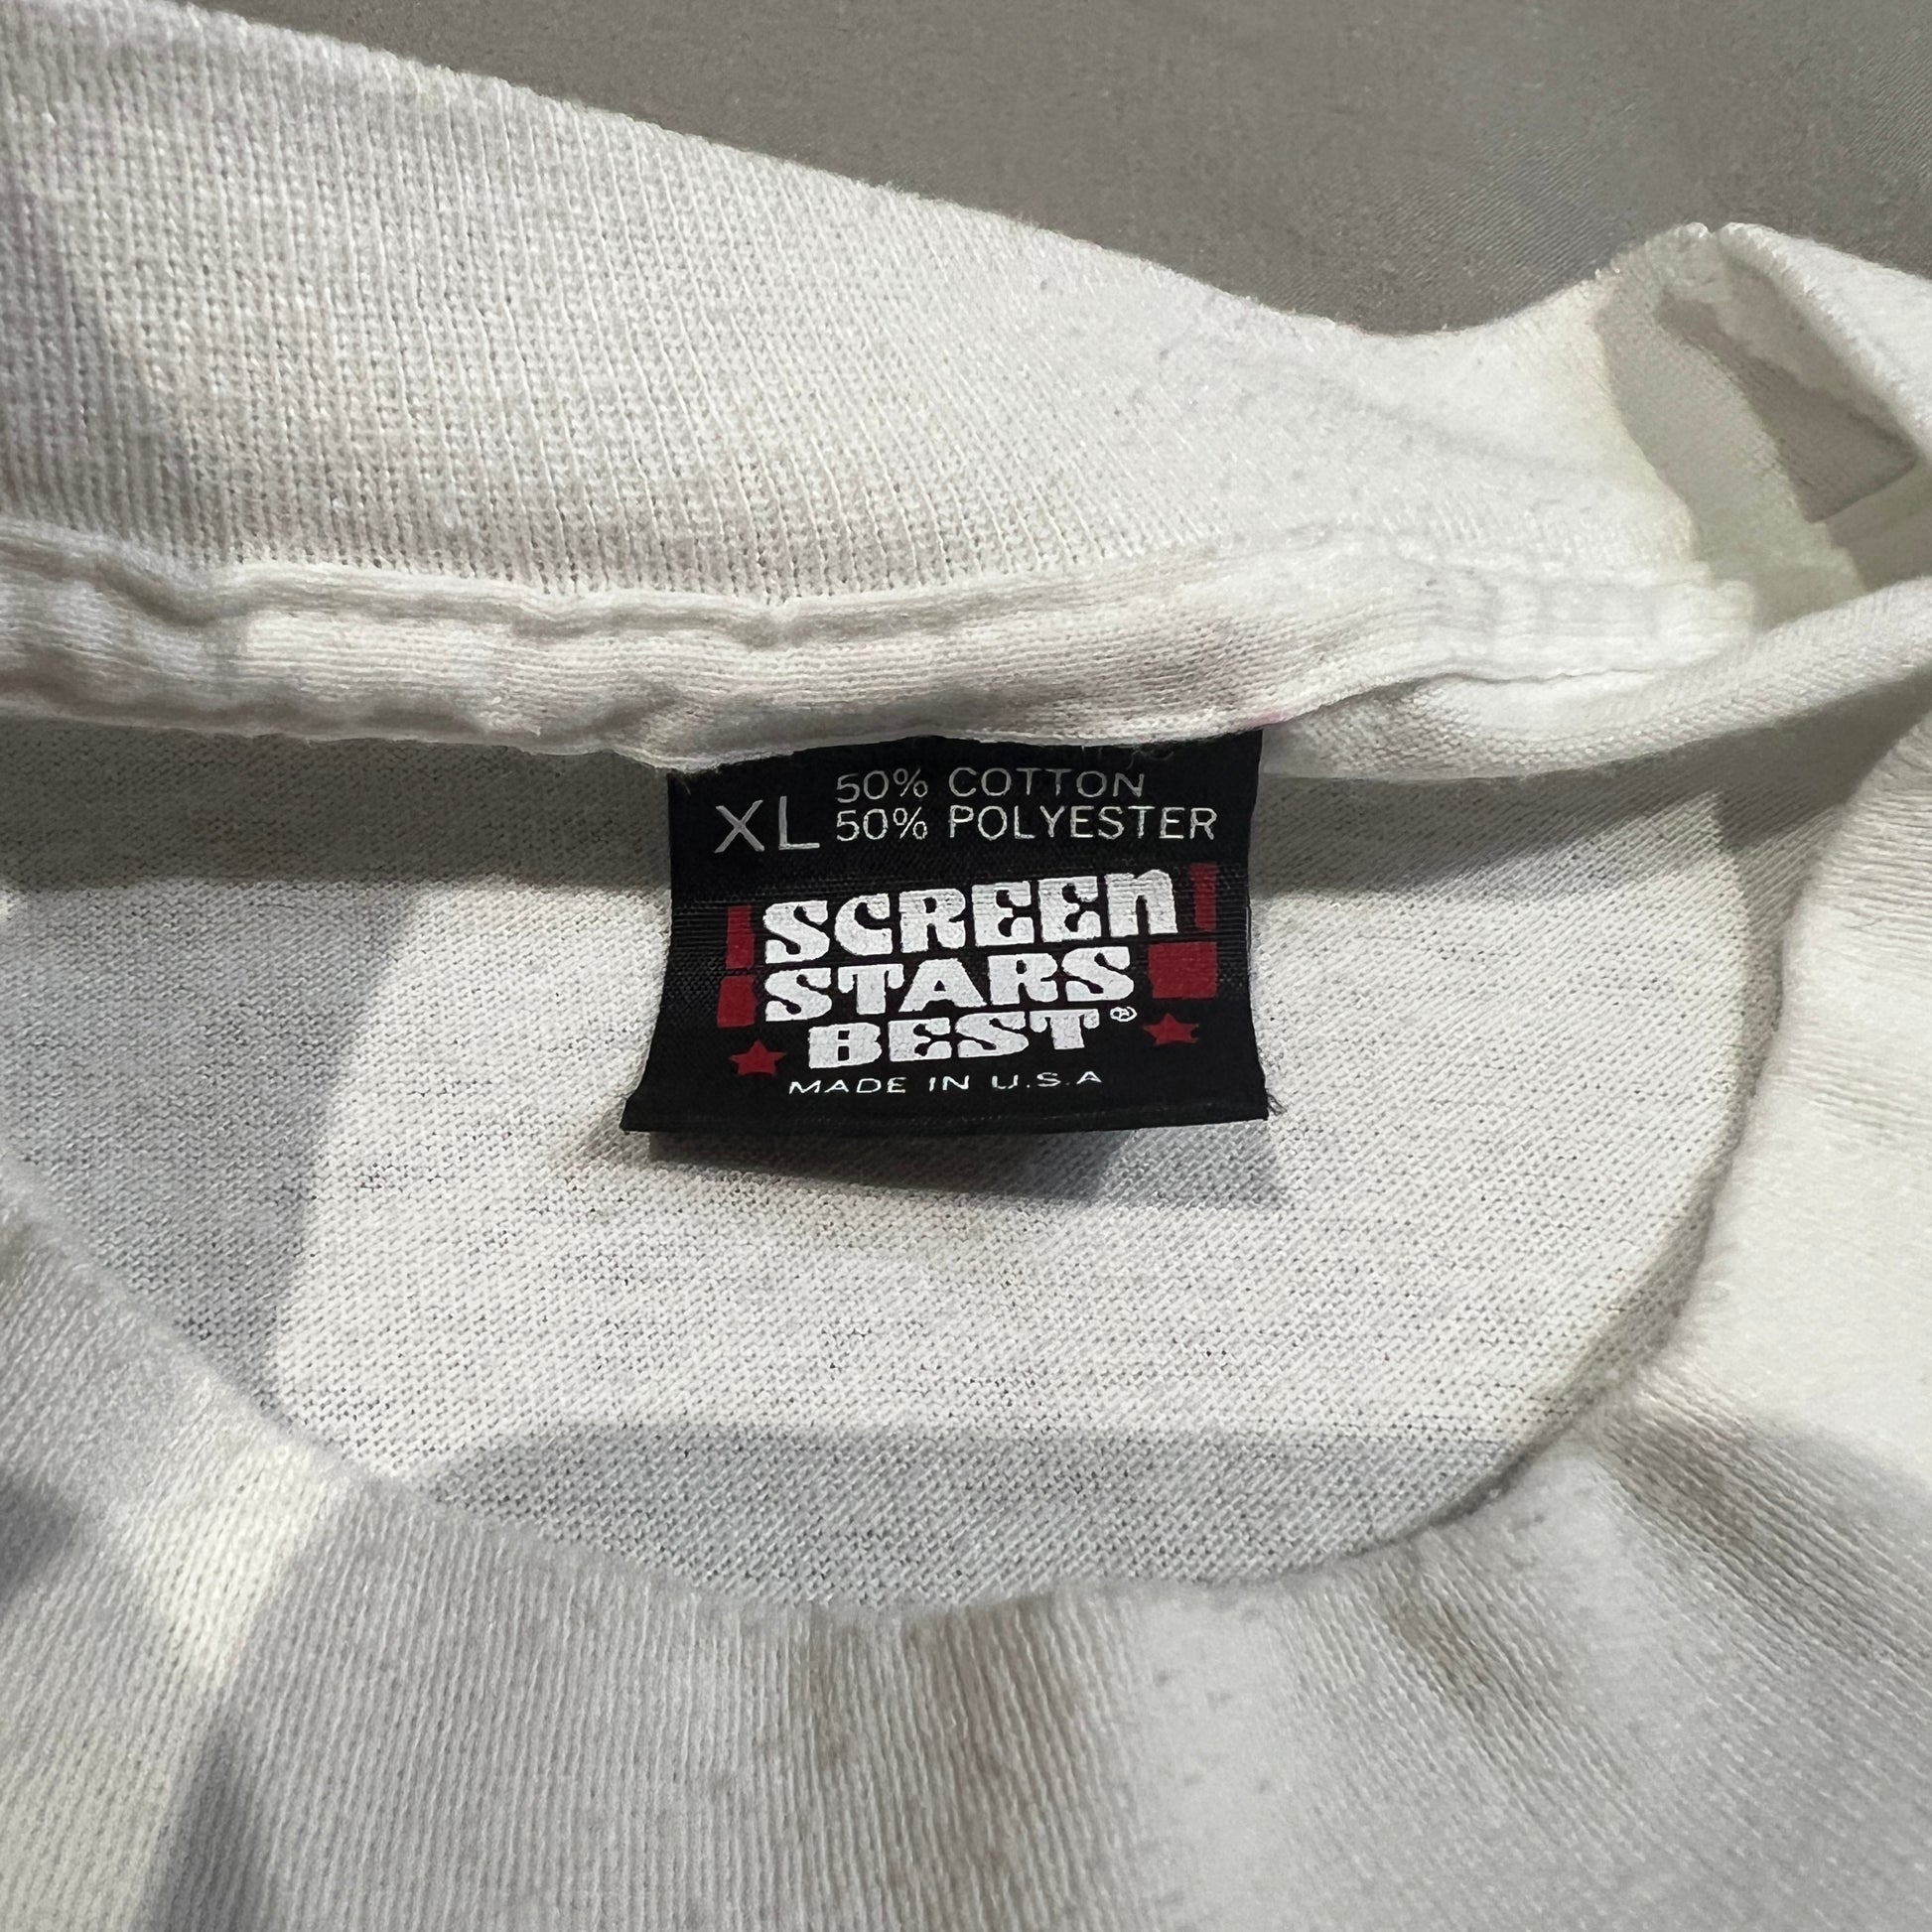 XL
50% COTTON
50% POLYESTER
SCREEN
STARS
BEST®
MADE IN U.S.A